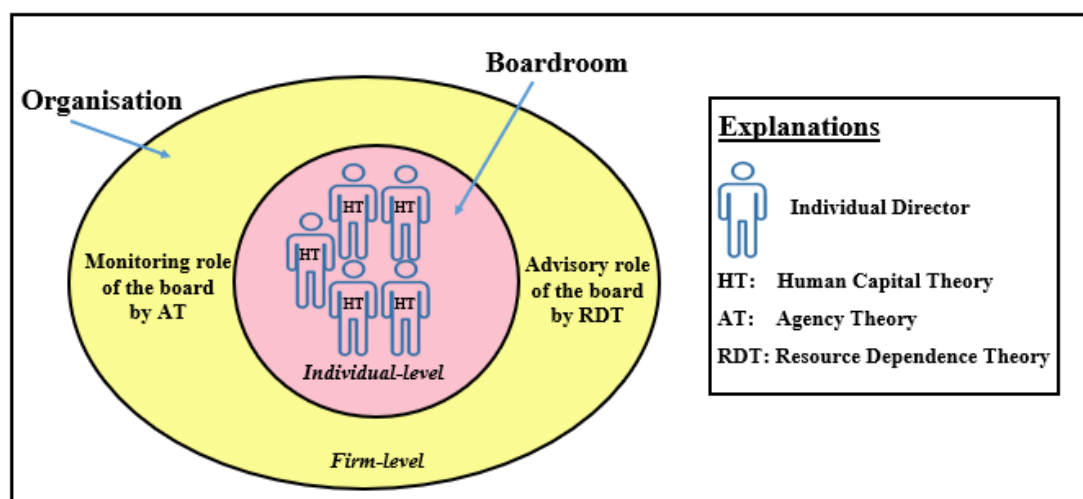 Boardroom
Organisation
HT
HT
HT
HT
HT
Monitoring role
of the board
by AT
Advisory role
of the board
by RDT
Individual-level
Firm-level
Explanations
Individual Director
HT: Human Capital Theory
AT: Agency Theory
RDT: Resource Dependence Theory